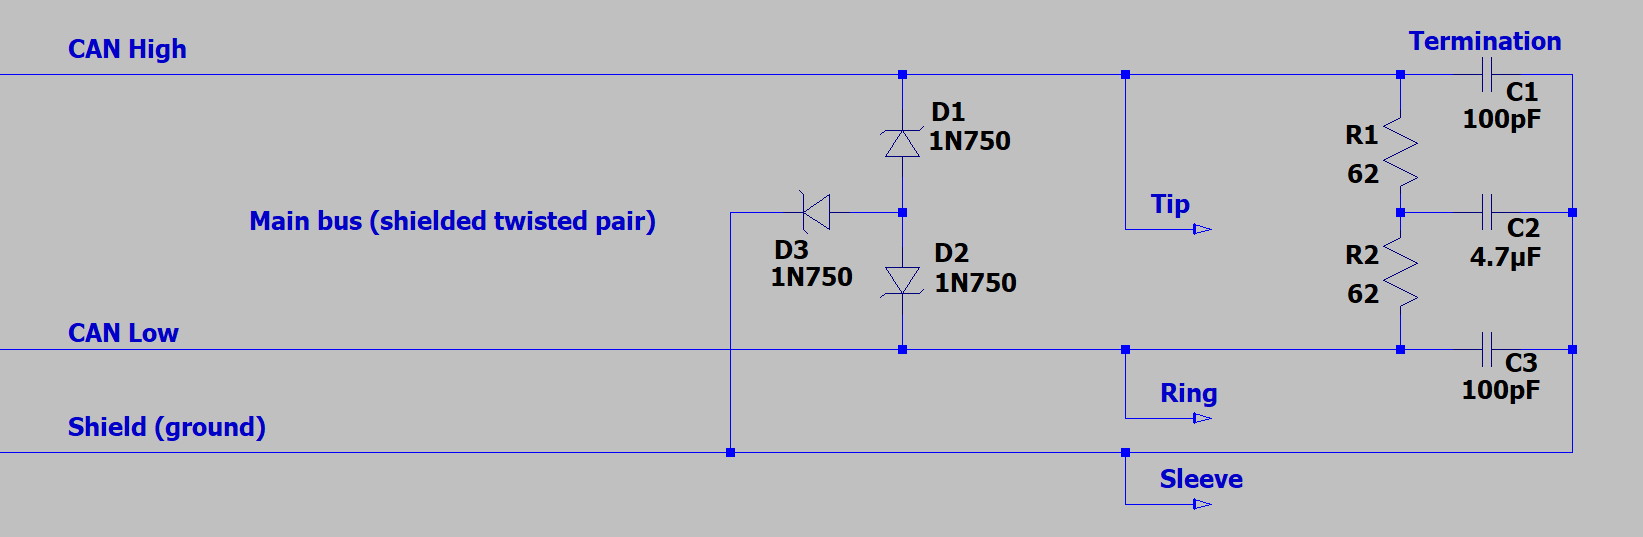 CAN High
Termination
C1
100pF
D1
1N750
R1
62
Tip
Main bus (shielded twisted pair)
C2
4.7µF
D3
1N750
D2
1N750
R2
62
CAN Low
C3
100pF
Ring
Shield (ground)
Sleeve